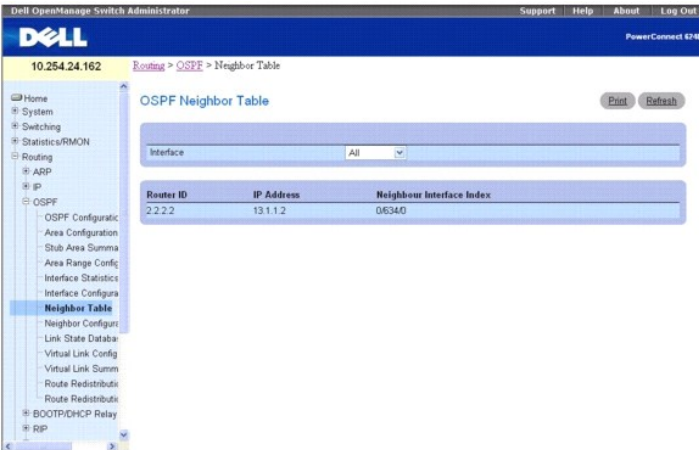 Dell OpenManage Switch Administrator
Support Help About Log Out
DELL
PowerConnect 624
10.254.24.162
Routing > OSPF > Neighbor Table
Home
System
Switching
Statistics/RMON
Routing
ARP
IP
OSPF
OSPF Configuratic
Area Configuration
Stub Area Summa
Area Range Config
Interface Statistics
Interface Configura
Neighbor Table
Neighbor Configura
Link State Databa
Virtual Link Config
Virtual Link Summ
Route Redistributic
Route Redistributic
BOOTP/DHCP Relay
RIP
OSPF Neighbor Table
Print Refresh
Interface All
Router ID IP Address Neighbour Interface Index
2.2.2.2 13.1.1.2 0/634/0